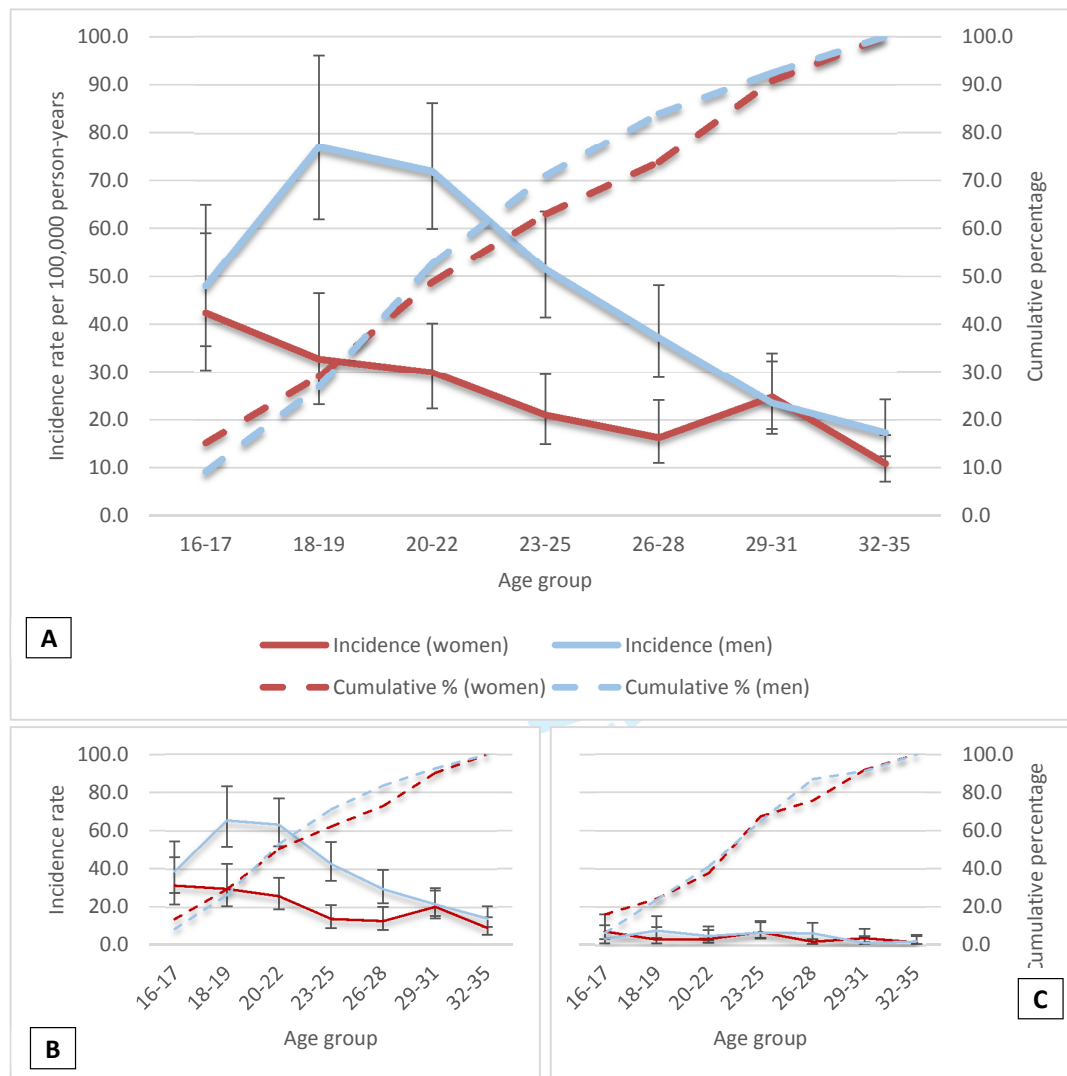 Incidence rate per 100,000 person-years
100.0
90.0
80.0
70.0
60.0
50.0
40.0
30.0
20.0
10.0
0.0
100.0
90.0
80.0
70.0
60.0
50.0
40.0
30.0
20.0
10.0
0.0
Cumulative percentage
16-17 18-19 20-22 23-25 26-28 29-31 32-35
Age group
A
Incidence (women) Incidence (men)
Cumulative % (women) Cumulative % (men)
Incidence rate
100.0
80.0
60.0
40.0
20.0
0.0
16-17 18-19 20-22 23-25 26-28 29-31 32-35
Age group
B
100.0
80.0
60.0
40.0
20.0
0.0
Cumulative percentage
16-17 18-19 20-22 23-25 26-28 29-31 32-35
Age group
C